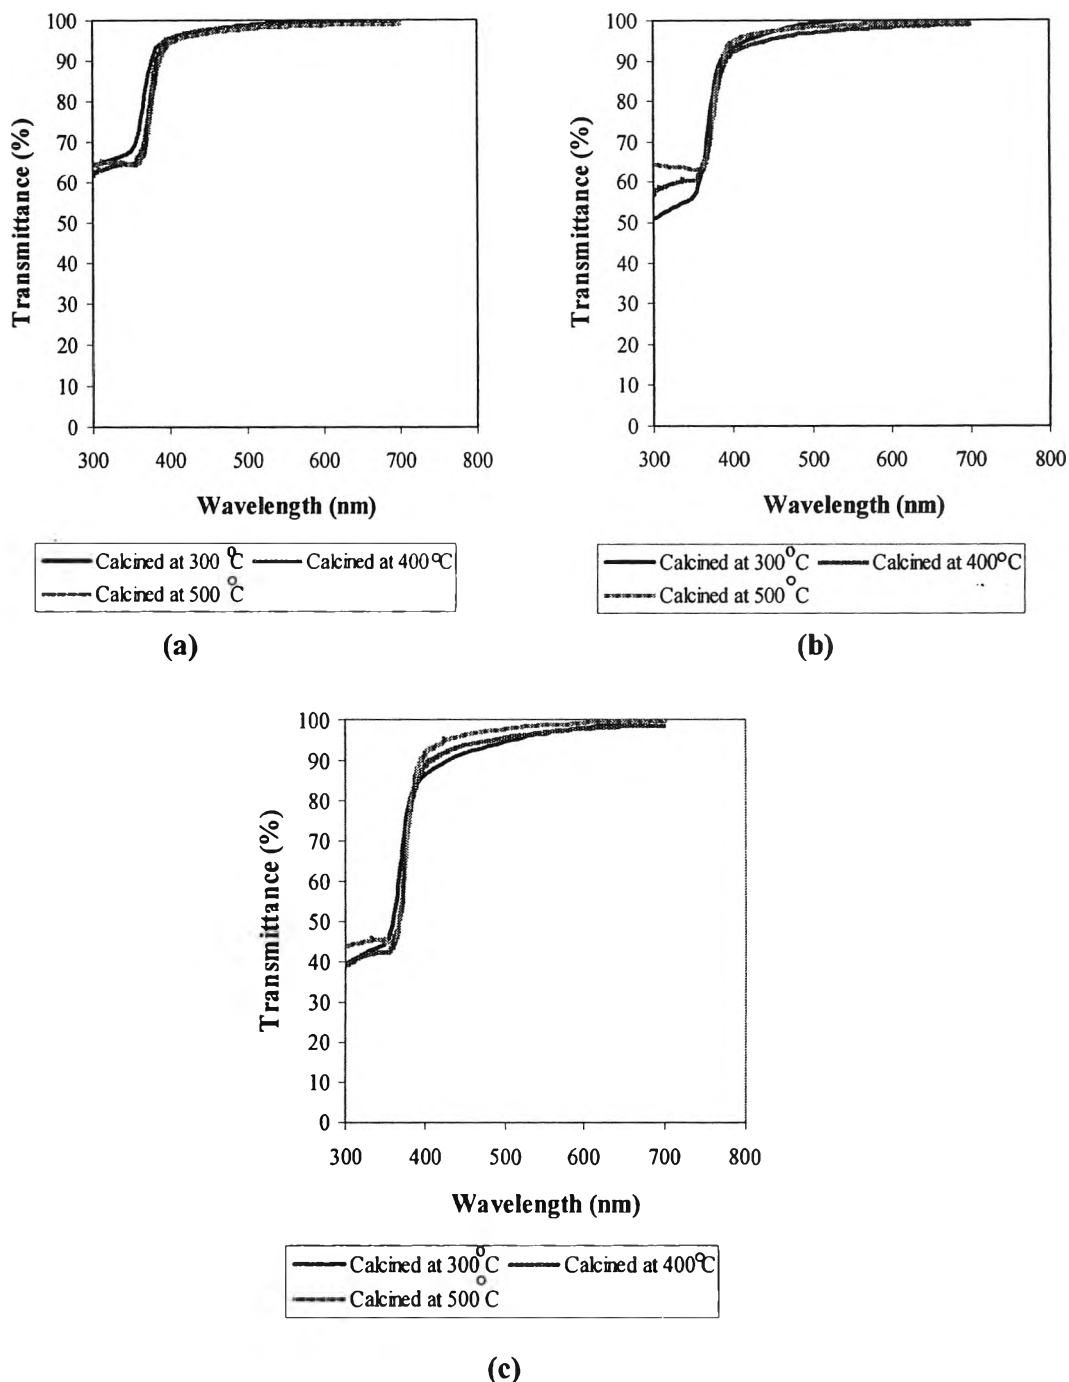 100
90
80
70
60
50
40
30
20
10
0
Transmittance (%)
300 400 500 600 700 800
Wavelength (nm)
Calcined at 300 °C Calcined at 400°C
Calcined at 500 °C
(a)
100
90
80
70
60
50
40
30
20
10
0
Transmittance (%)
300 400 500 600 700 800
Wavelength (nm)
Calcined at 300°C Calcined at 400°C
Calcined at 500°C
(b)
100
90
80
70
60
50
40
30
20
10
0
Transmittance (%)
300 400 500 600 700 800
Wavelength (nm)
Calcined at 300°C Calcined at 400°C
Calcined at 500°C
(c)